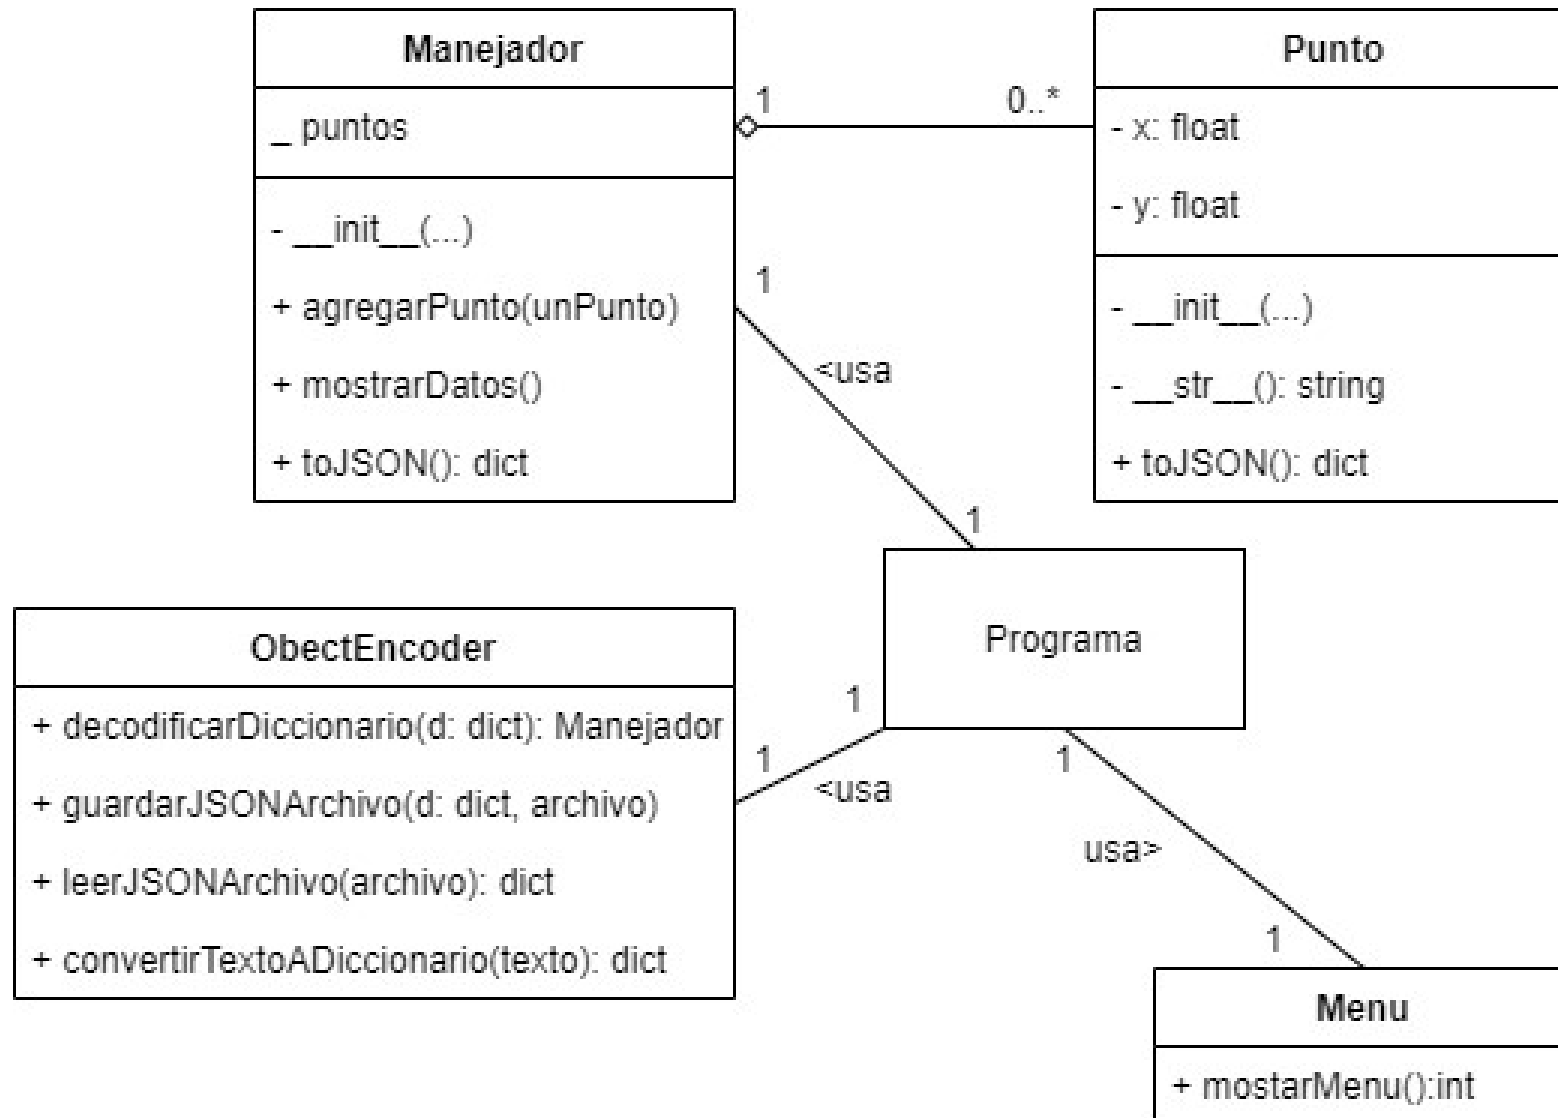 Manejador
_ puntos
- __init__(...)
+ agregarPunto(unPunto)
+ mostrarDatos()
+ toJSON(): dict
1
0..*
Punto
- x: float
- y: float
- __init__(...)
- __str__(): string
+ toJSON(): dict
1
<usa
1
Programa
ObectEncoder
+ decodificarDiccionario(d: dict): Manejador
+ guardarJSONArchivo(d: dict, archivo)
+ leerJSONArchivo(archivo): dict
+ convertirTextoADiccionario(texto): dict
1
1
<usa
1
usa>
1
Menu
+ mostarMenu():int